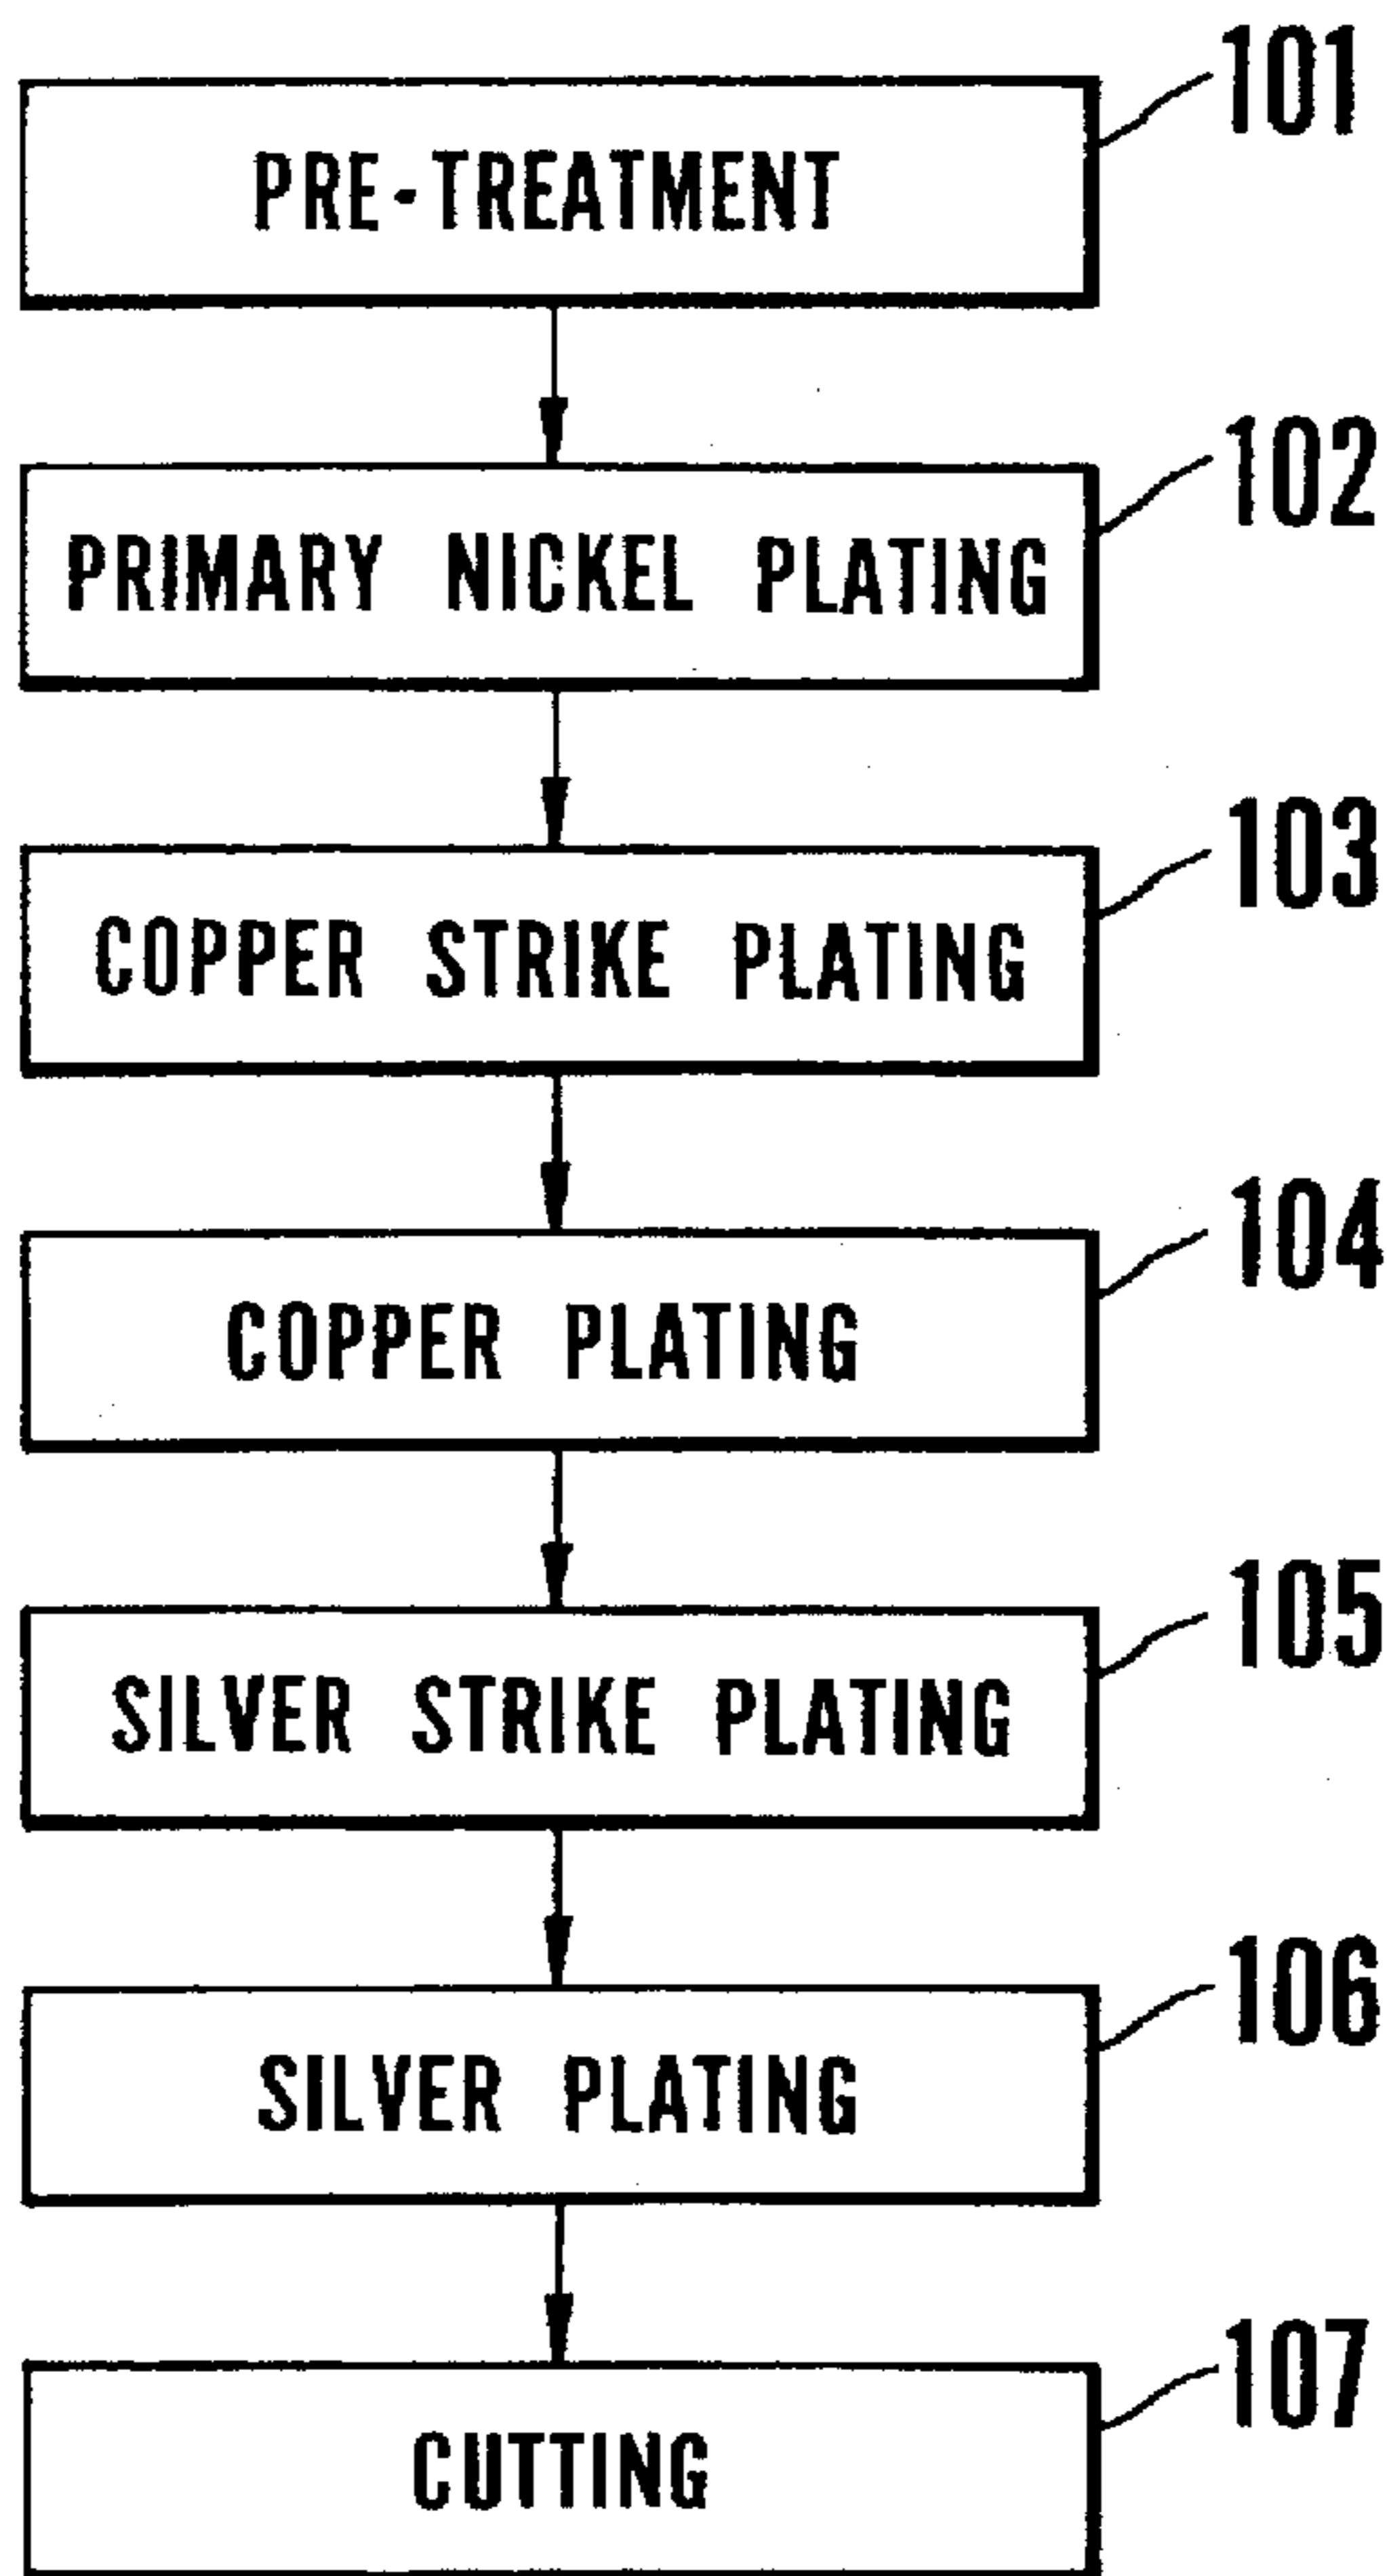 101
PRE-TREATMENT
102
PRIMARY NICKEL PLATING
103
COPPER STRIKE PLATING
104
COPPER PLATING
105
SILVER STRIKE PLATING
106
SILVER PLATING
107
CUTTING